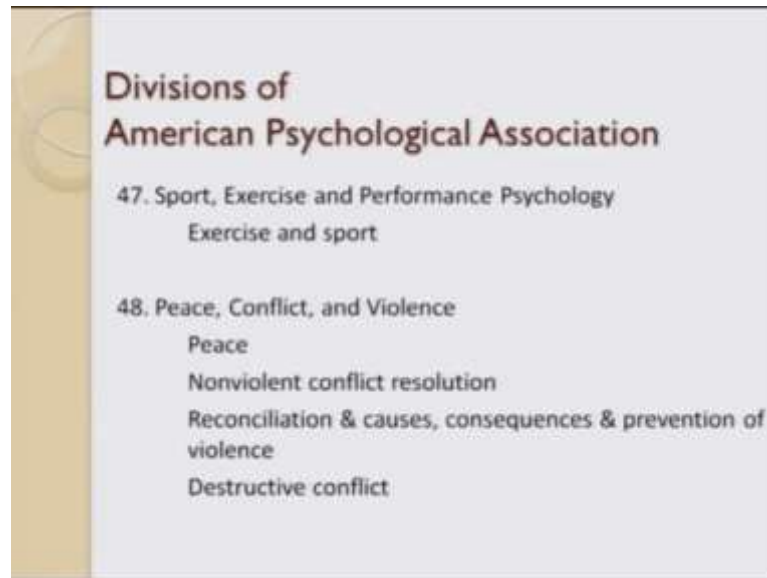 Divisions of
American Psychological Association
47. Sport, Exercise and Performance Psychology
Exercise and sport
48. Peace, Conflict, and Violence
Peace
Nonviolent conflict resolution
Reconciliation & causes, consequences & prevention of
violence
Destructive conflict